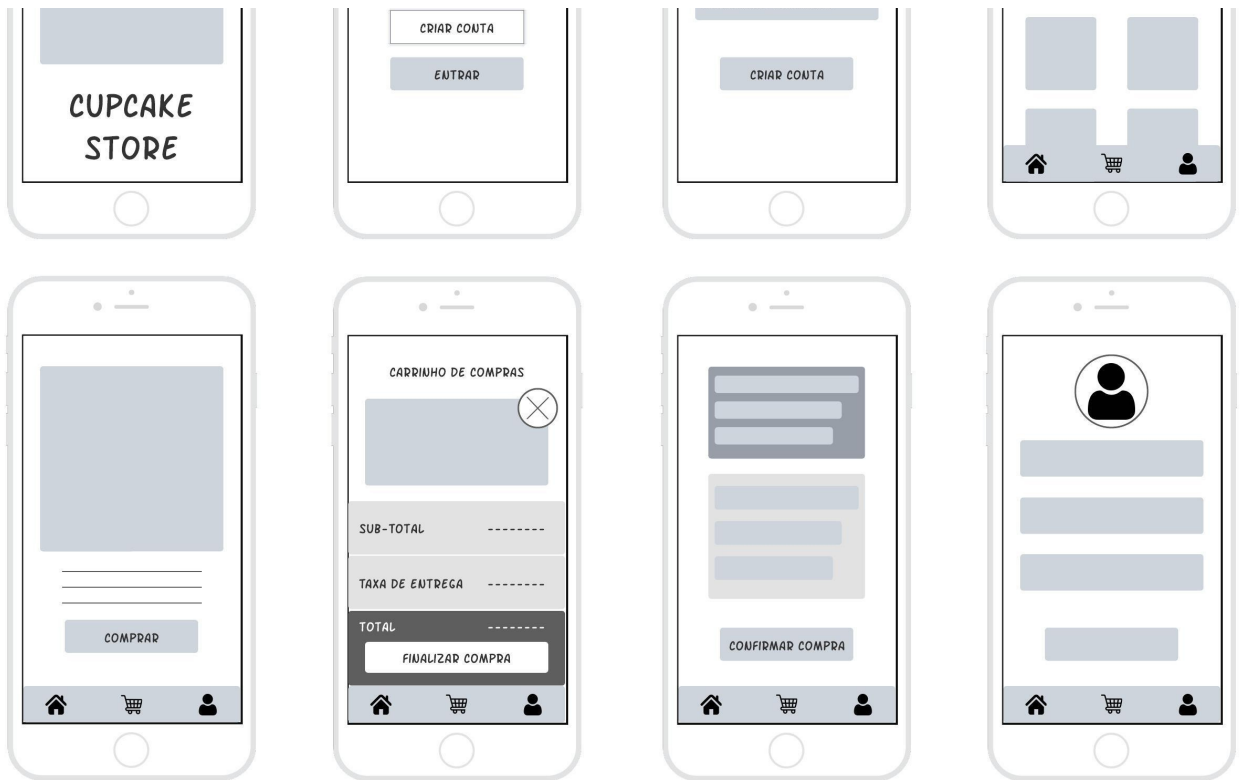 CUPCAKE
STORE
CRIAR CONTA
ENTRAR
CRIAR CONTA
COMPRAR
CARRINHO DE COMPRAS
SUB-TOTAL --------
TAXA DE ENTREGA --------
TOTAL --------
FINALIZAR COMPRA
CONFIRMAR COMPRA